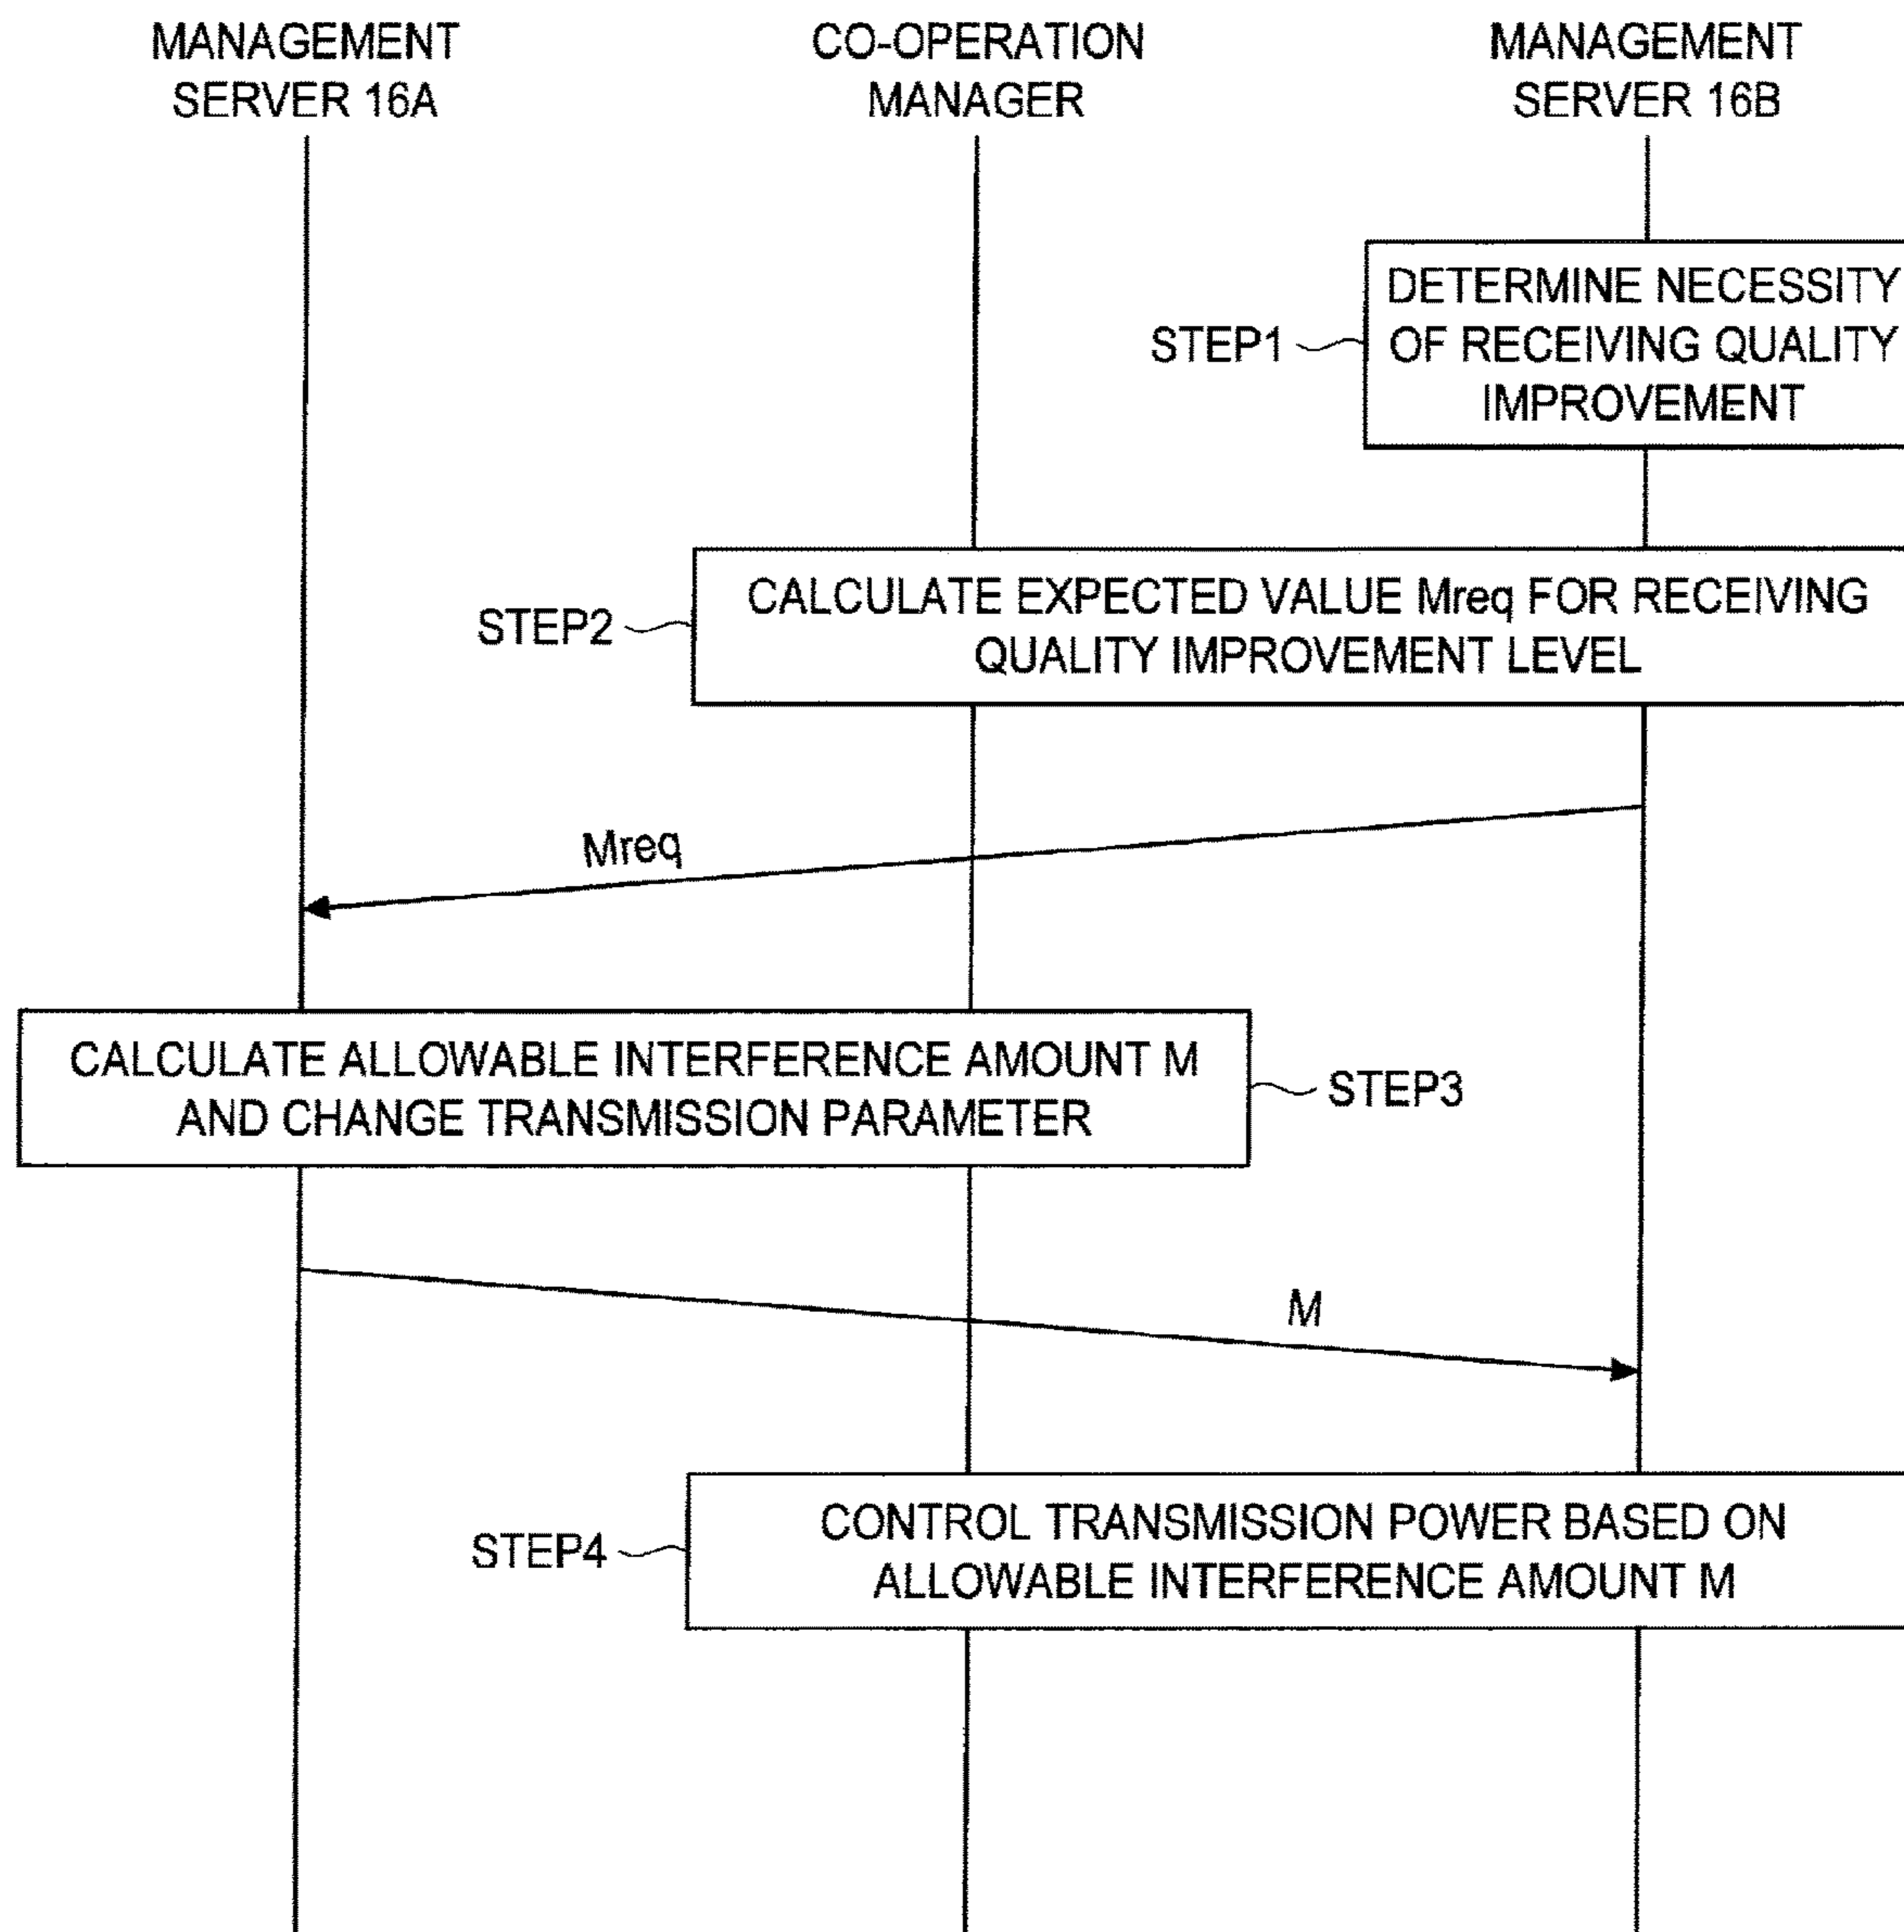 MANAGEMENT
SERVER 16A
CO-OPERATION
MANAGER
MANAGEMENT
SERVER 16B
STEP1
DETERMINE NECESSITY
OF RECEIVING QUALITY
IMPROVEMENT
STEP2
CALCULATE EXPECTED VALUE Mreq FOR RECEIVING
QUALITY IMPROVEMENT LEVEL
Mreq
CALCULATE ALLOWABLE INTERFERENCE AMOUNT M
AND CHANGE TRANSMISSION PARAMETER
STEP3
M
STEP4
CONTROL TRANSMISSION POWER BASED ON
ALLOWABLE INTERFERENCE AMOUNT M